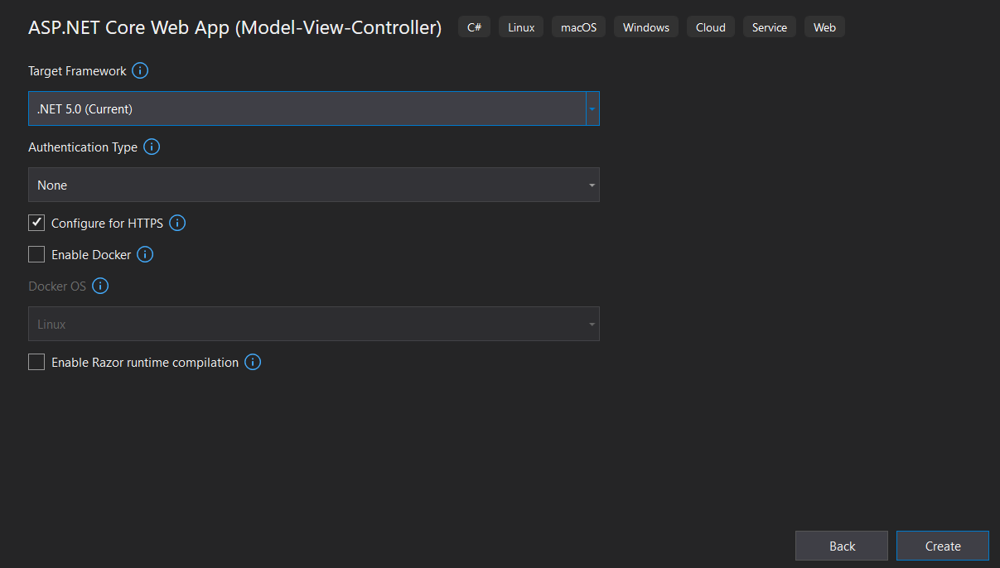 ASP.NET Core Web App (Model-View-Controller) C# Linux macOS Windows Cloud Service Web
Target Framework
.NET 5.0 (Current)
Authentication Type
None
Configure for HTTPS
Enable Docker
Docker OS
Linux
Enable Razor runtime compilation
Back Create